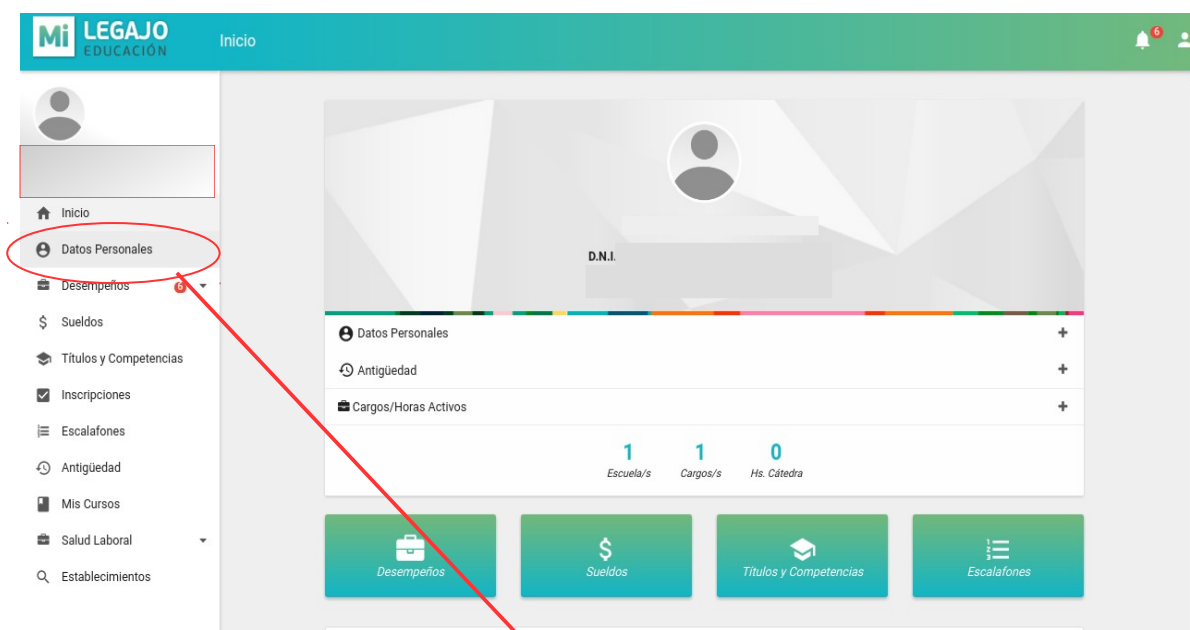 Mi LEGAJO
EDUCACIÓN
Inicio
6
Inicio
Datos Personales
Desempeños 6
Sueldos
Títulos y Competencias
Inscripciones
Escalafones
Antigüedad
Mis Cursos
Salud Laboral
Establecimientos
D.N.I.
Datos Personales +
Antigüedad +
Cargos/Horas Activos +
1 1 0
Escuela/s Cargos/s Hs. Cátedra
Desempeños Sueldos Títulos y Competencias Escalafones